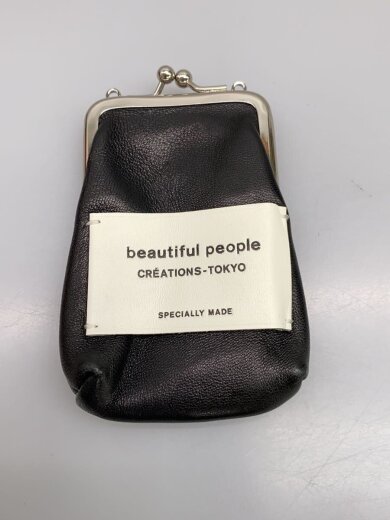 beautiful people
CRÉATIONS-TOKYO
SPECIALLY MADE